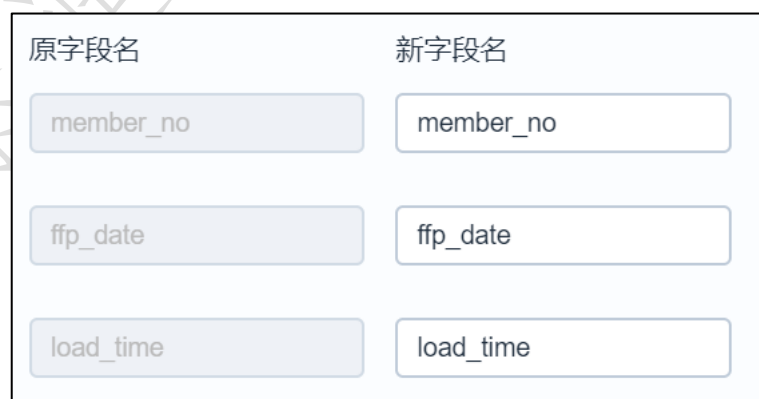 原字段名 新字段名
member_no member_no
ffp_date ffp_date
load_time load_time